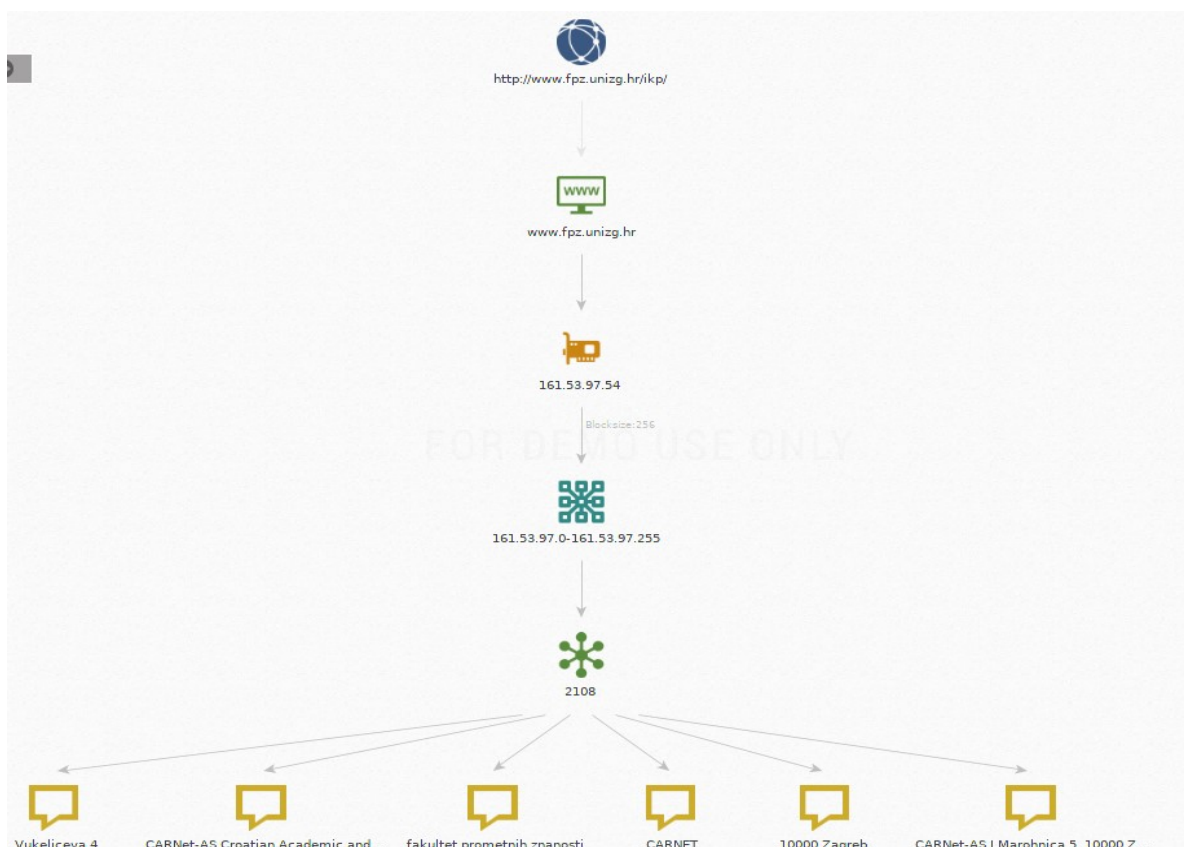 http://www.fpz.unizg.hr/ikp/
www
www.fpz.unizg.hr
161.53.97.54
Blocksize:256
FOR DEMO USE ONLY
161.53.97.0-161.53.97.255
2108
Vukeliceva 4
CARNet-AS Croatian Academic and
fakultet prometnih znanosti
CARNET
10000 Zagreb
CARNet-AS J.Marohnica 5, 10000 Z